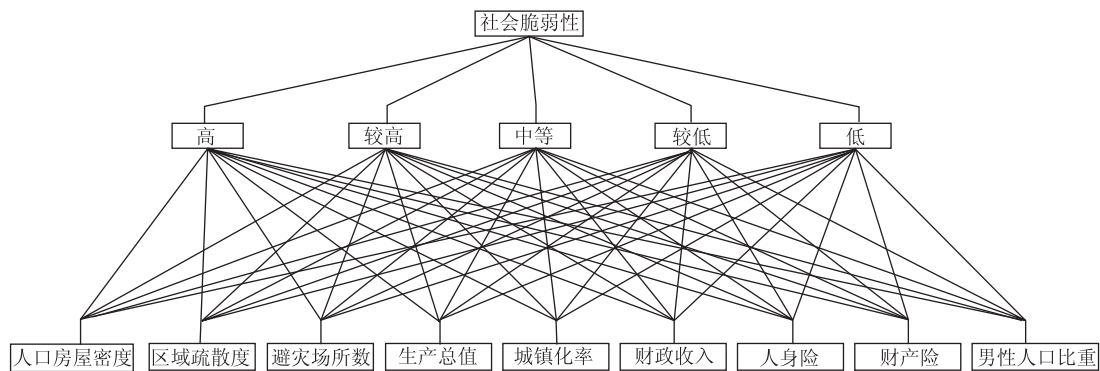 社会脆弱性
高 较高 中等 较低 低
人口房屋密度 区域疏散度 避灾场所数 生产总值 城镇化率 财政收入 人身险 财产险 男性人口比重